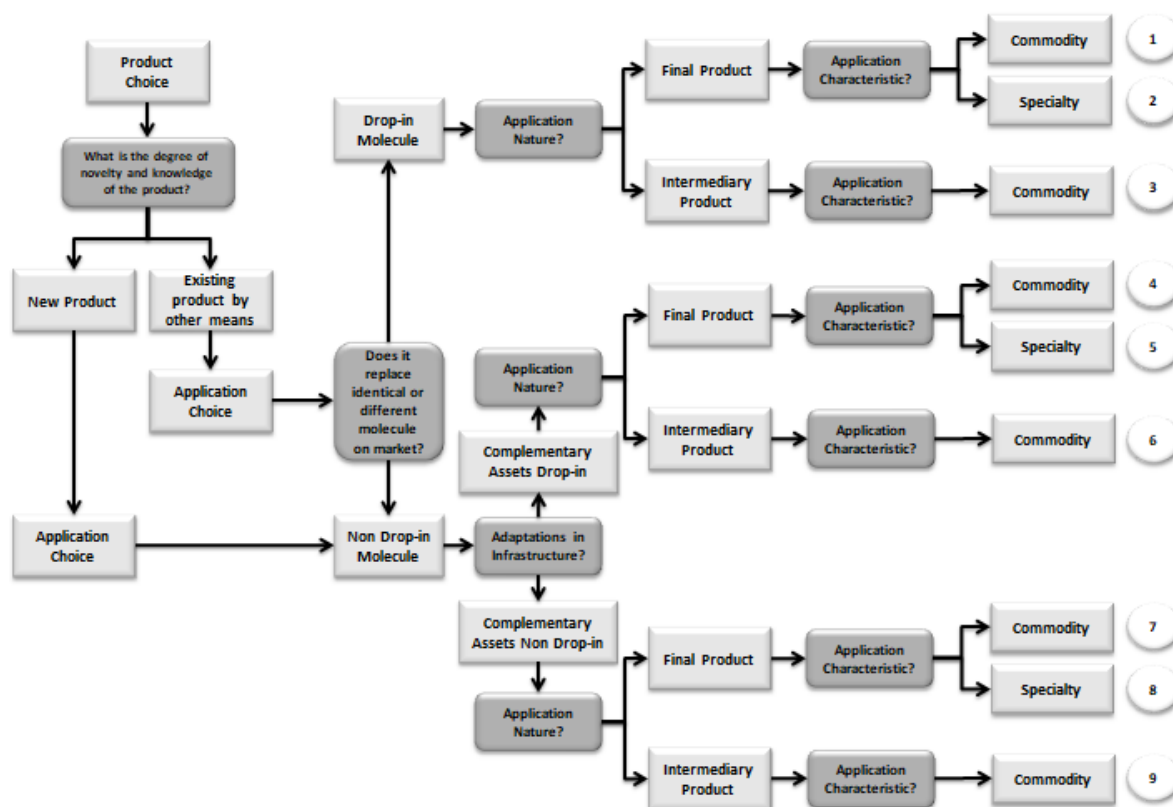 Product
Choice
What is the degree of
novelty and knowledge
of the product?
New Product
Existing
product by
other means
Application
Choice
Application
Choice
Does it
replace
identical or
different
molecule
on market?
Drop-in
Molecule
Non Drop-in
Molecule
Application
Nature?
Final Product
Application
Characteristic?
Commodity
1
Specialty
2
Intermediary
Product
Application
Characteristic?
Commodity
3
Adaptations in
Infrastructure?
Complementary
Assets Drop-in
Application
Nature?
Final Product
Application
Characteristic?
Commodity
4
Specialty
5
Intermediary
Product
Application
Characteristic?
Commodity
6
Complementary
Assets Non Drop-in
Application
Nature?
Final Product
Application
Characteristic?
Commodity
7
Specialty
8
Intermediary
Product
Application
Characteristic?
Commodity
9